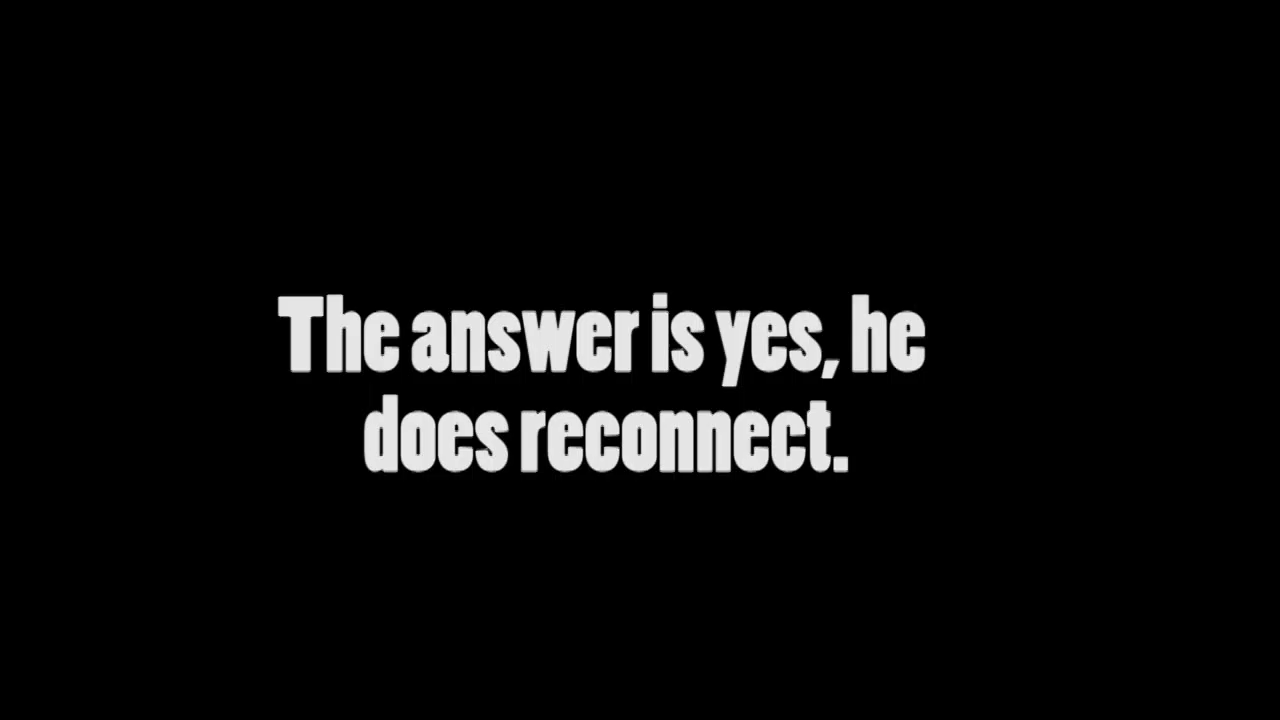 The answer is yes, he
does reconnect.